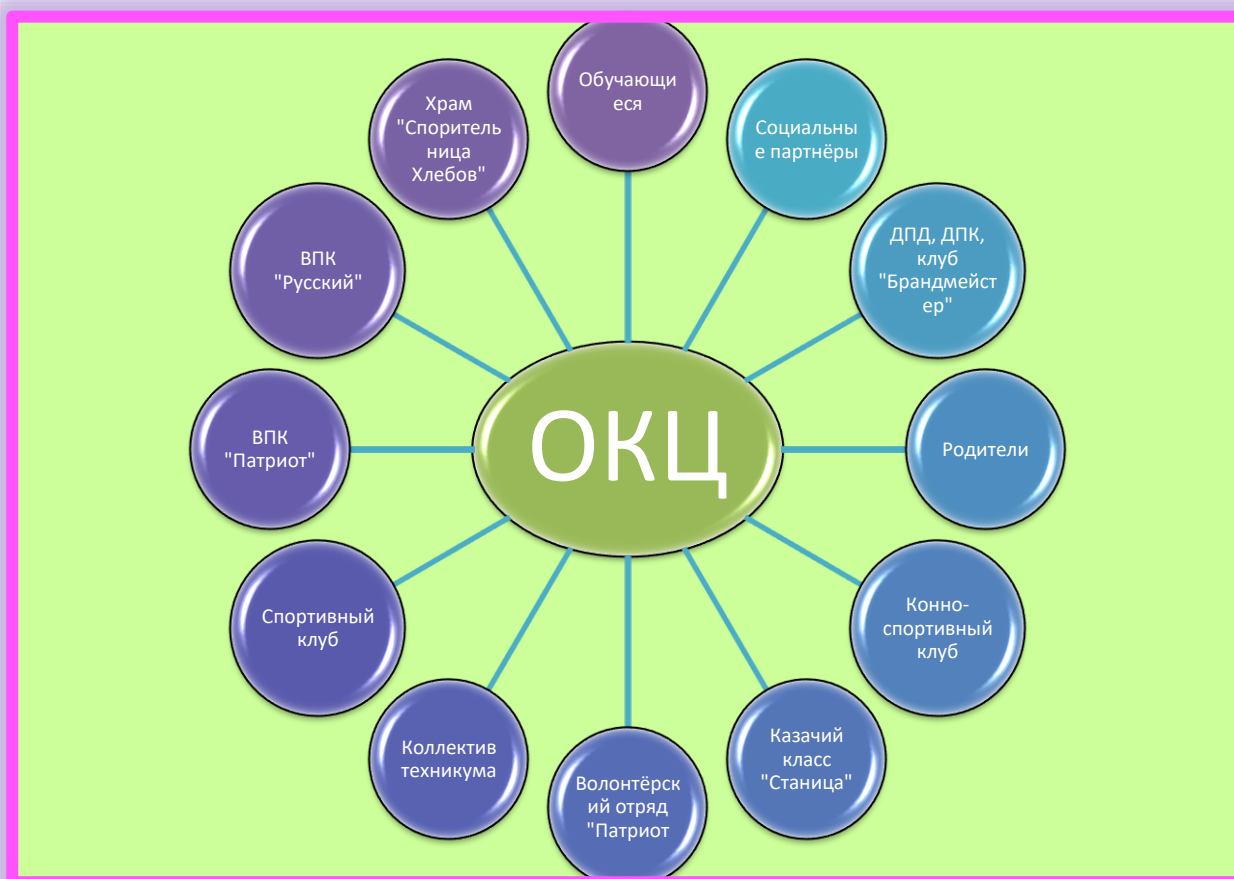 Обучающи
еся
Социальны
е партнёры
ДПД, ДПК,
клуб
"Брандмейст
ер"
Родители
Конно-
спортивный
клуб
Казачий
класс
"Станица"
Волонтёрск
ий отряд
"Патриот
Коллектив
техникума
Спортивный
клуб
ВПК
"Патриот"
ВПК
"Русский"
Храм
"Споритель
ница
Хлебов"
ОКЦ